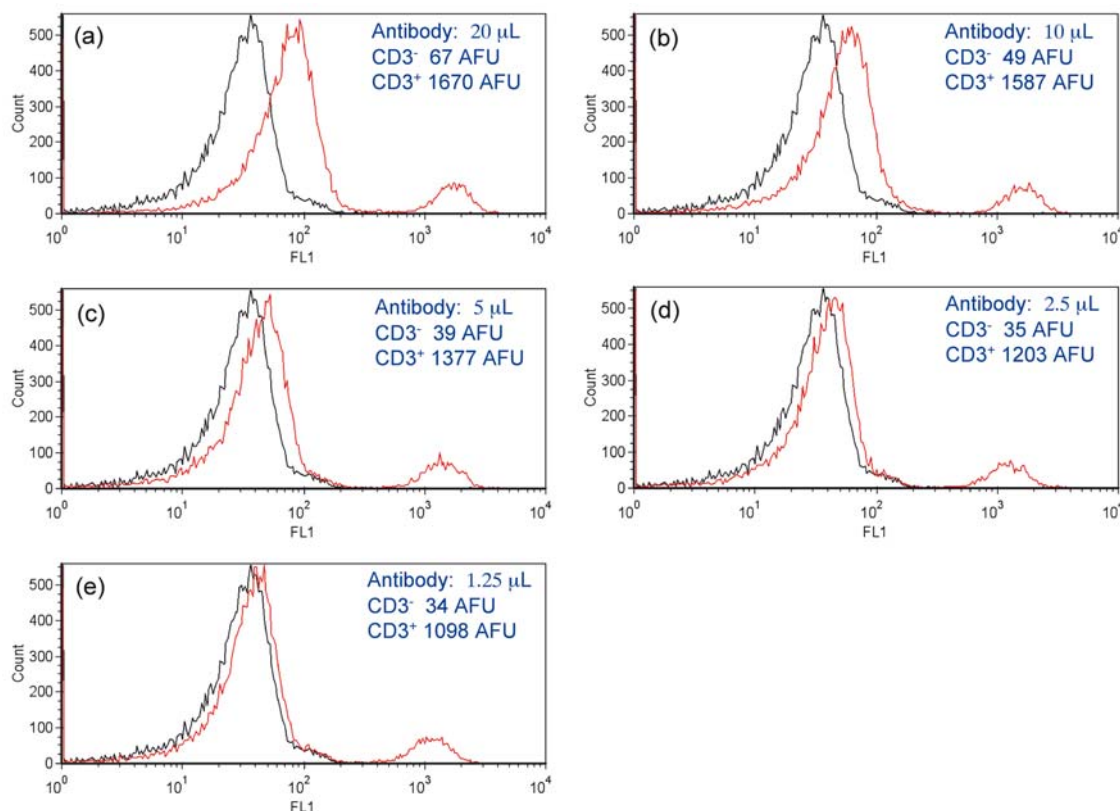 (a)
Antibody: 20 μL
CD3⁻ 67 AFU
CD3⁺ 1670 AFU
Count
500
400
300
200
100
0
10⁰ 10¹ 10² 10³ 10⁴
FL1
(b)
Antibody: 10 μL
CD3⁻ 49 AFU
CD3⁺ 1587 AFU
Count
500
400
300
200
100
0
10⁰ 10¹ 10² 10³ 10⁴
FL1
(c)
Antibody: 5 μL
CD3⁻ 39 AFU
CD3⁺ 1377 AFU
Count
500
400
300
200
100
0
10⁰ 10¹ 10² 10³ 10⁴
FL1
(d)
Antibody: 2.5 μL
CD3⁻ 35 AFU
CD3⁺ 1203 AFU
Count
500
400
300
200
100
0
10⁰ 10¹ 10² 10³ 10⁴
FL1
(e)
Antibody: 1.25 μL
CD3⁻ 34 AFU
CD3⁺ 1098 AFU
Count
500
400
300
200
100
0
10⁰ 10¹ 10² 10³ 10⁴
FL1